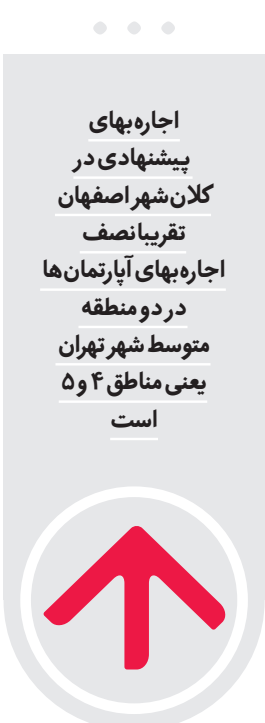 اجاره‌بهای
پیشنهادی در
کلان‌شهر اصفهان
تقریبا نصف
اجاره‌بهای آپارتمان‌ها
در دو منطقه
متوسط شهر تهران
یعنی مناطق ۴ و ۵
است